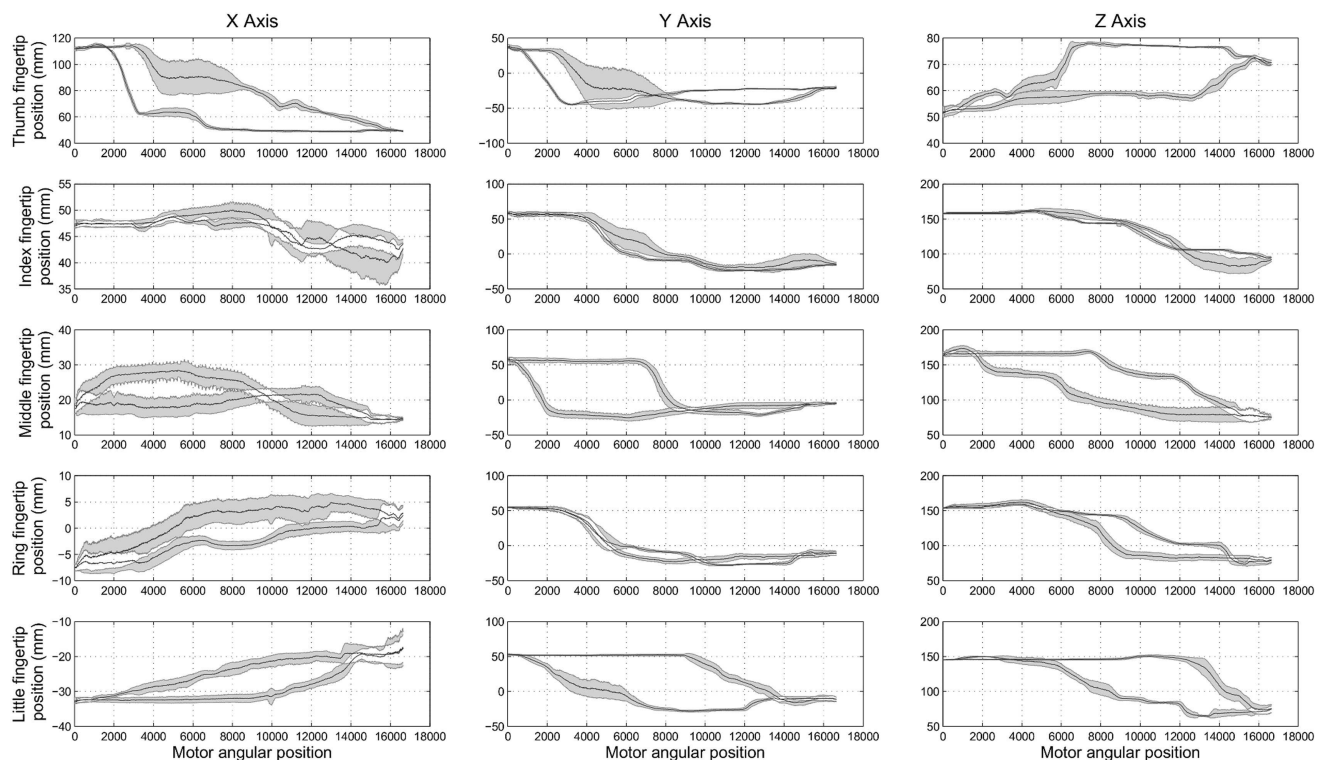 X Axis Y Axis Z Axis
Thumb fingertip
position (mm)
120
100
80
60
40
0 2000 4000 6000 8000 10000 12000 14000 16000 18000
50
0
−50
−100
0 2000 4000 6000 8000 10000 12000 14000 16000 18000
80
70
60
50
40
0 2000 4000 6000 8000 10000 12000 14000 16000 18000
Index fingertip
position (mm)
55
50
45
40
35
0 2000 4000 6000 8000 10000 12000 14000 16000 18000
100
50
0
−50
0 2000 4000 6000 8000 10000 12000 14000 16000 18000
200
150
100
50
0 2000 4000 6000 8000 10000 12000 14000 16000 18000
Middle fingertip
position (mm)
40
30
20
10
0 2000 4000 6000 8000 10000 12000 14000 16000 18000
100
50
0
−50
0 2000 4000 6000 8000 10000 12000 14000 16000 18000
200
150
100
50
0 2000 4000 6000 8000 10000 12000 14000 16000 18000
Ring fingertip
position (mm)
10
5
0
−5
−10
0 2000 4000 6000 8000 10000 12000 14000 16000 18000
100
50
0
−50
0 2000 4000 6000 8000 10000 12000 14000 16000 18000
200
150
100
50
0 2000 4000 6000 8000 10000 12000 14000 16000 18000
Little fingertip
position (mm)
−10
−20
−30
−40
0 2000 4000 6000 8000 10000 12000 14000 16000 18000
100
50
0
−50
0 2000 4000 6000 8000 10000 12000 14000 16000 18000
200
150
100
50
0 2000 4000 6000 8000 10000 12000 14000 16000 18000
Motor angular position Motor angular position Motor angular position